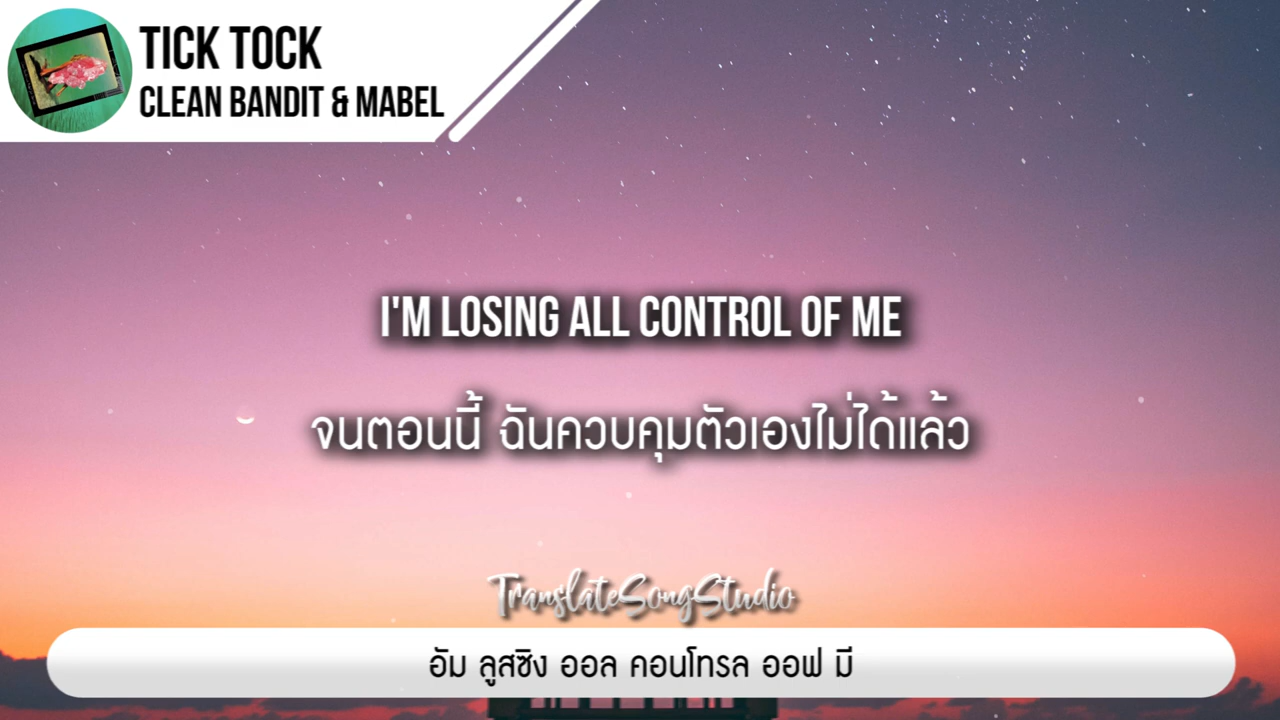 TICK TOCK
CLEAN BANDIT & MABEL
I'M LOSING ALL CONTROL OF ME
จนตอนนี้ ฉันควบคุมตัวเองไม่ได้แล้ว
TranslateSongStudio
อัม ลูสซิง ออล คอนโทรล ออฟ มี